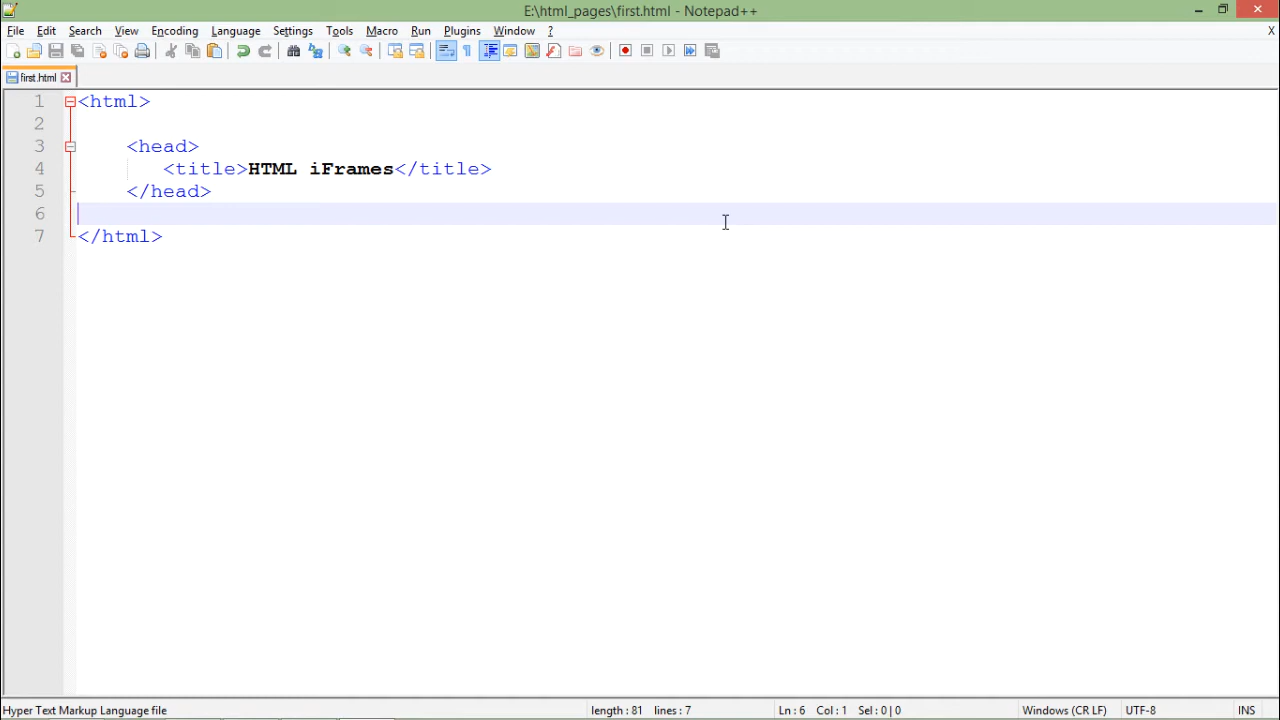 E:\html_pages\first.html - Notepad++
File Edit Search View Encoding Language Settings Tools Macro Run Plugins Window ? X
first.html
1 <html>
2
3 <head>
4 <title>HTML iFrames</title>
5 </head>
6
7 </html>
Hyper Text Markup Language file length : 81 lines : 7 Ln : 6 Col : 1 Sel : 0 | 0 Windows (CR LF) UTF-8 INS